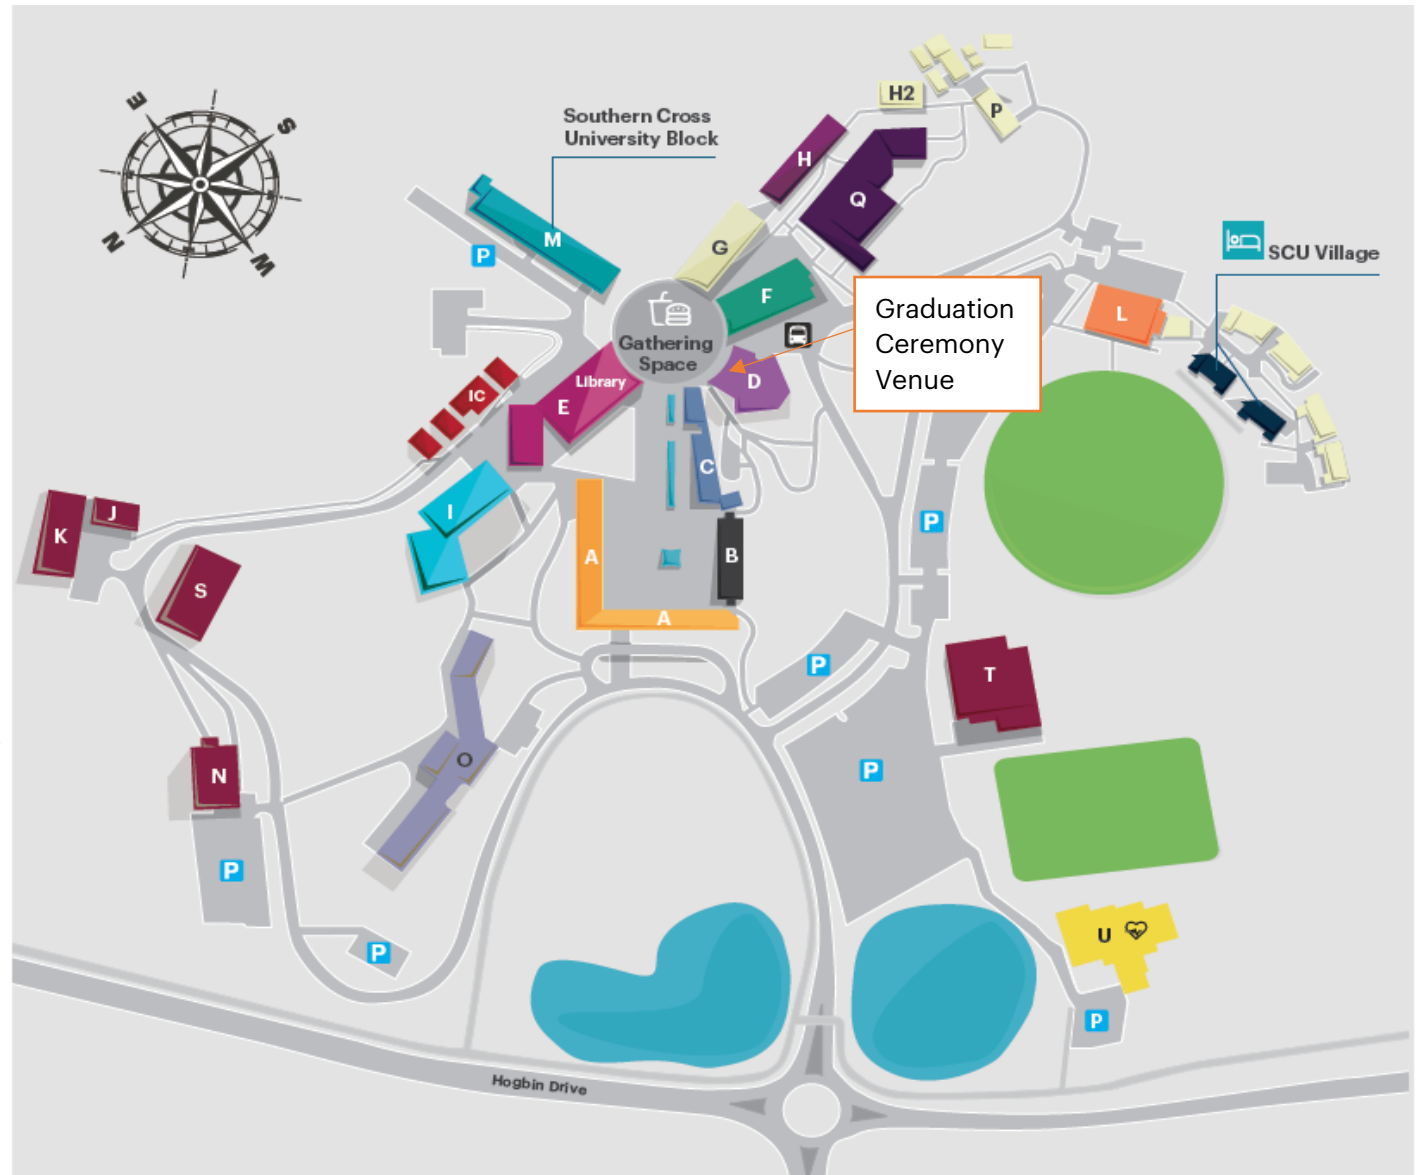 E
S
N
W
Southern Cross
University Block
H2
P
H
Q
M
P
G
F
SCU Village
L
Graduation
Ceremony
Venue
Gathering
Space
D
Library
E
IC
C
I
P
K
J
A
B
S
A
P
T
O
N
P
P
P
U
P
Hogbin Drive